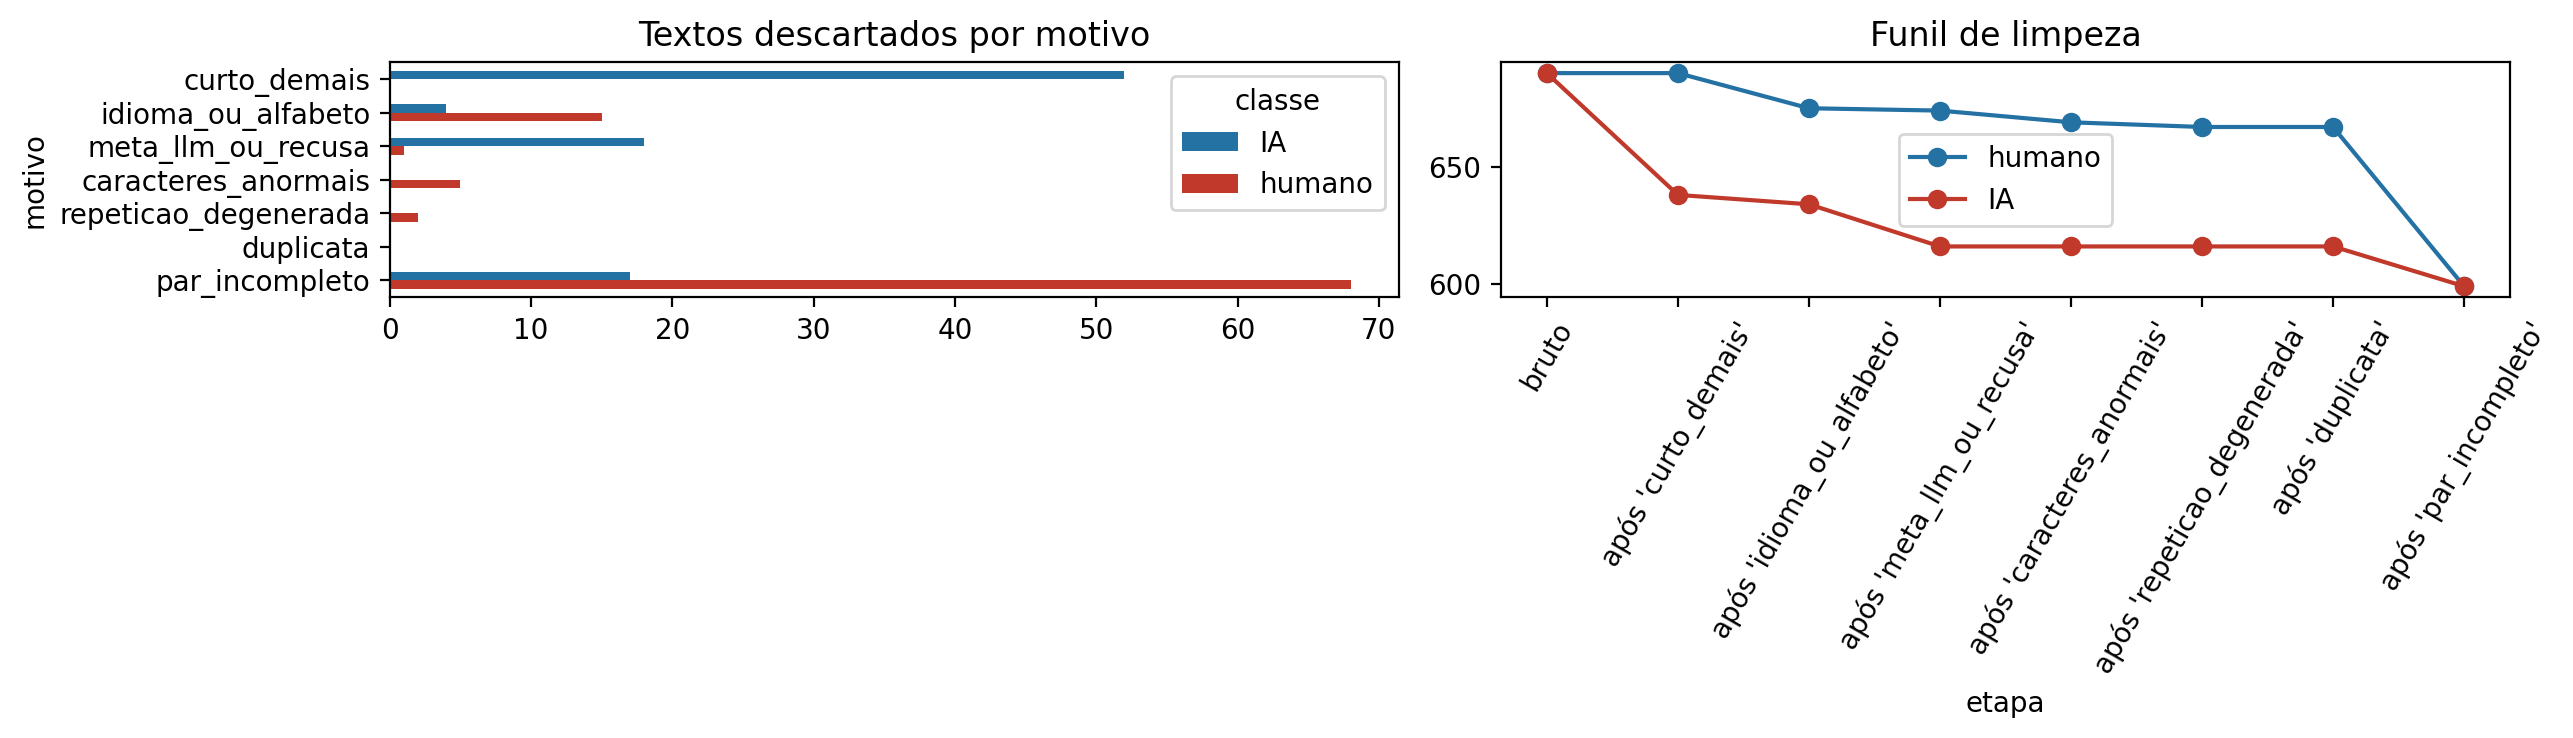 Textos descartados por motivo
motivo
curto_demais
idioma_ou_alfabeto
meta_llm_ou_recusa
caracteres_anormais
repeticao_degenerada
duplicata
par_incompleto
0 10 20 30 40 50 60 70
classe
IA
humano
Funil de limpeza
650
600
humano
IA
bruto
após 'curto_demais'
após 'idioma_ou_alfabeto'
após 'meta_llm_ou_recusa'
após 'caracteres_anormais'
após 'repeticao_degenerada'
após 'duplicata'
após 'par_incompleto'
etapa